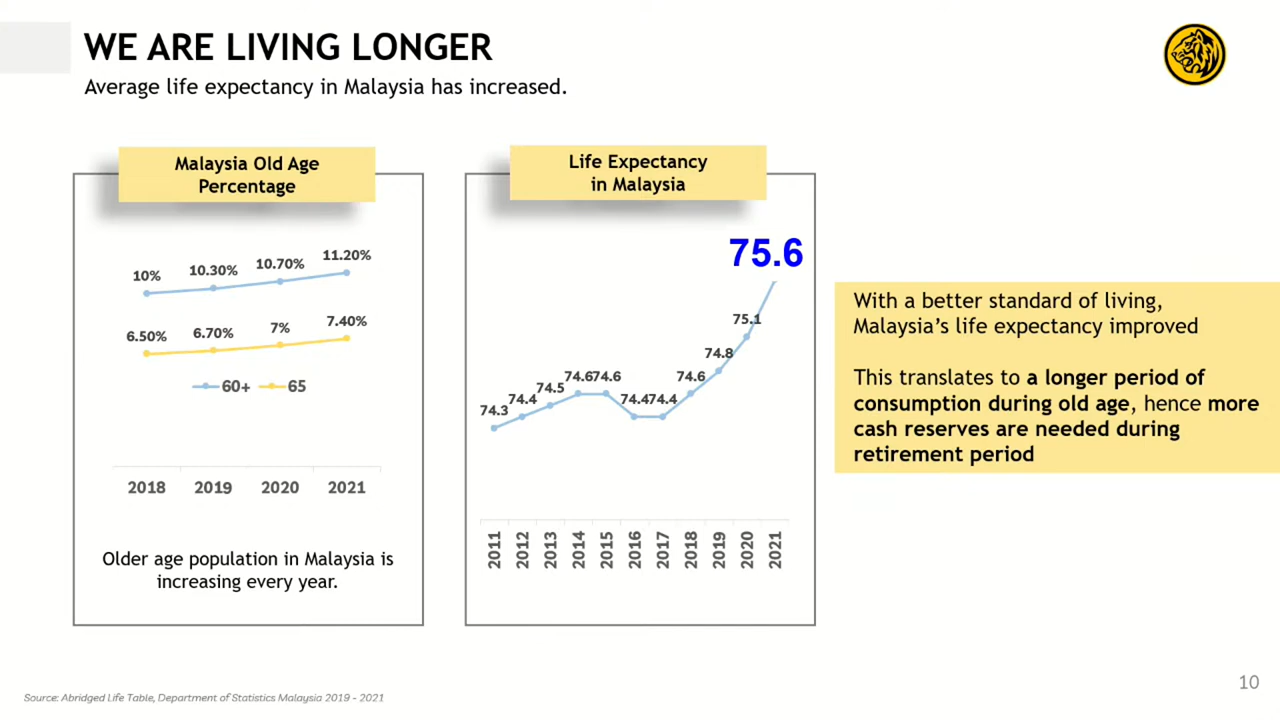 WE ARE LIVING LONGER
Average life expectancy in Malaysia has increased.
Malaysia Old Age
Percentage
10%
10.30%
10.70%
11.20%
6.50%
6.70%
7%
7.40%
60+
65
2018
2019
2020
2021
Older age population in Malaysia is
increasing every year.
Life Expectancy
in Malaysia
74.3
74.4
74.5
74.6
74.6
74.4
74.4
74.6
74.8
75.1
75.6
2011
2012
2013
2014
2015
2016
2017
2018
2019
2020
2021
With a better standard of living,
Malaysia’s life expectancy improved
This translates to a longer period of
consumption during old age, hence more
cash reserves are needed during
retirement period
Source: Abridged Life Table, Department of Statistics Malaysia 2019 - 2021
10